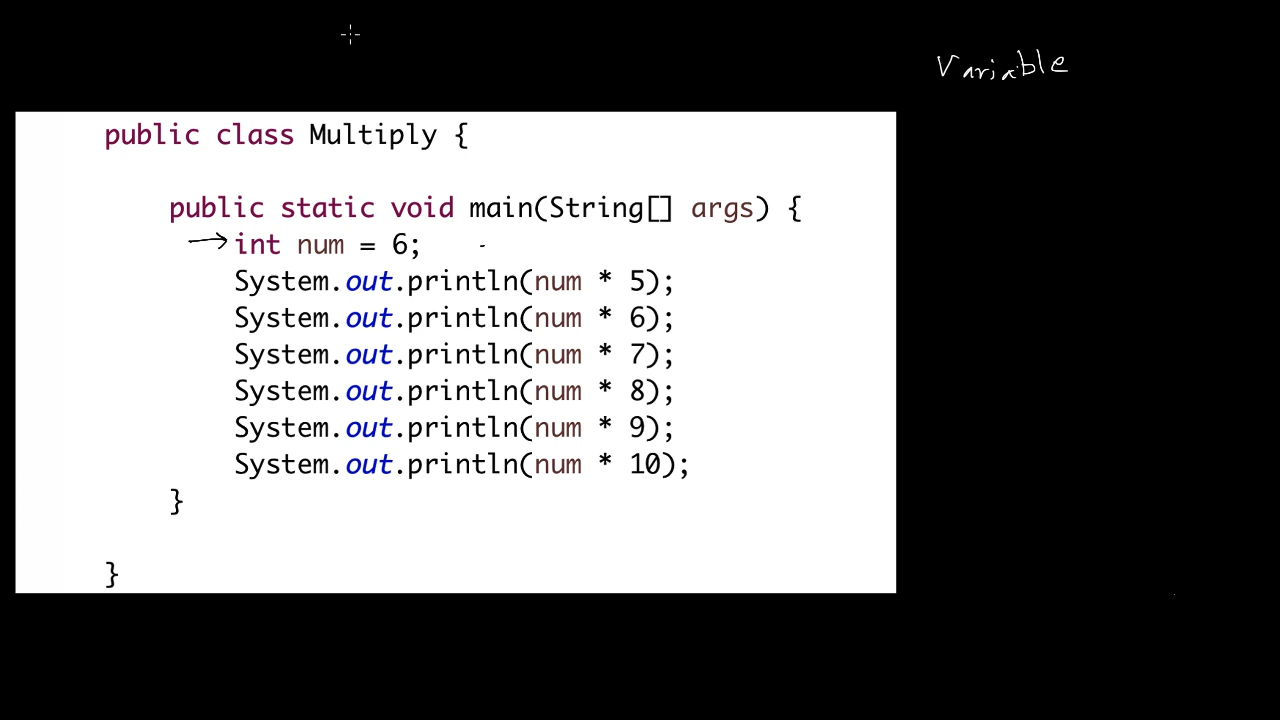 Variable
public class Multiply {
public static void main(String[] args) {
int num = 6;
System.out.println(num * 5);
System.out.println(num * 6);
System.out.println(num * 7);
System.out.println(num * 8);
System.out.println(num * 9);
System.out.println(num * 10);
}
}